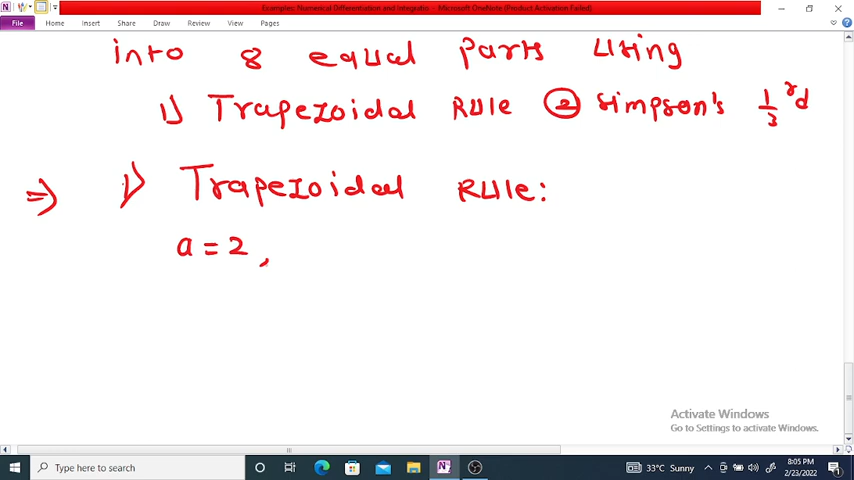 Examples: Numerical Differentiation and Integratio - Microsoft OneNote (Product Activation Failed)
File Home Insert Share Draw Review View Pages
into 8 equal parts using
1) Trapezoidal Rule ② Simpson's 1/3 rd
⇒ 1) Trapezoidal Rule:
a = 2 ,
Activate Windows
Go to Settings to activate Windows.
Type here to search
33°C Sunny
8:05 PM
2/23/2022